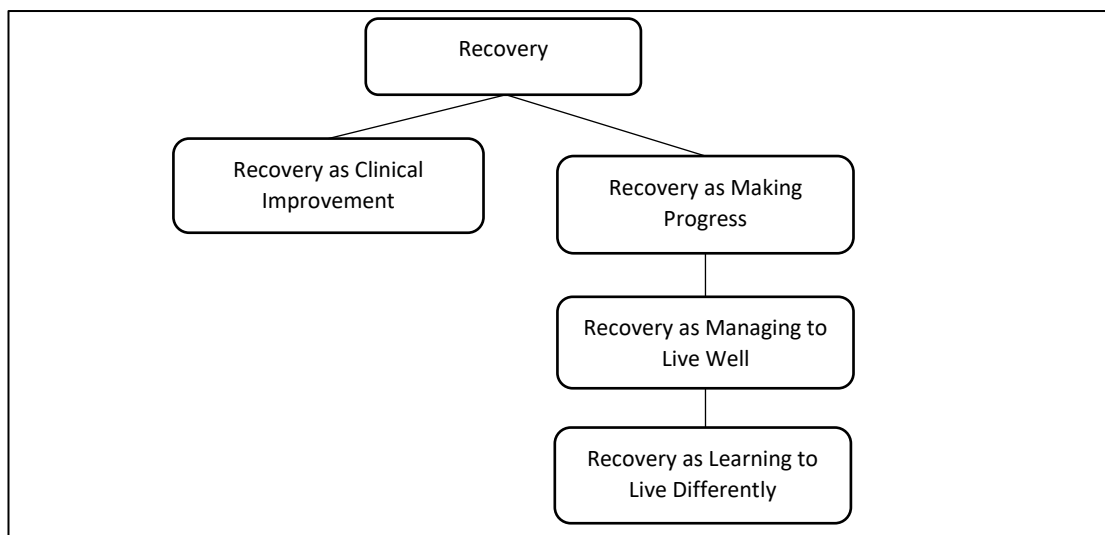 Recovery
Recovery as Clinical
Improvement
Recovery as Making
Progress
Recovery as Managing to
Live Well
Recovery as Learning to
Live Differently